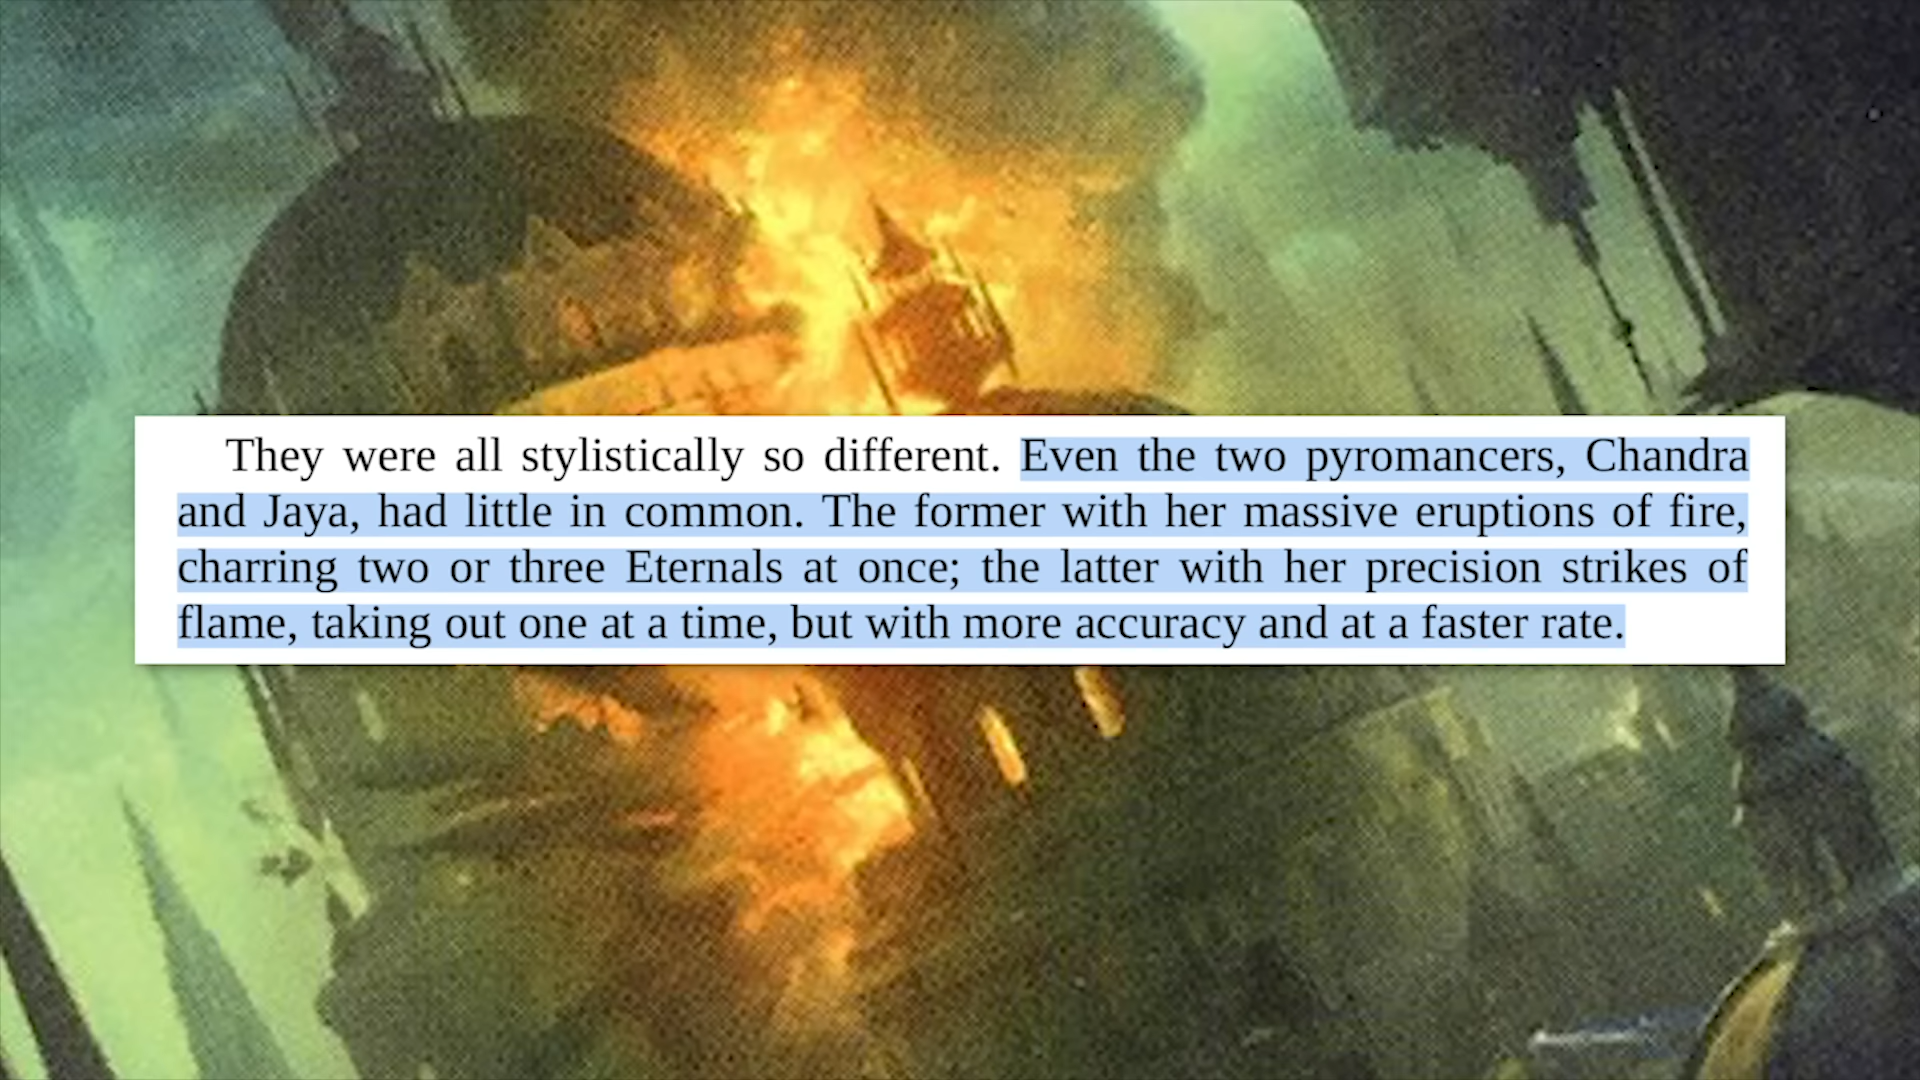 They were all stylistically so different. Even the two pyromancers, Chandra
and Jaya, had little in common. The former with her massive eruptions of fire,
charring two or three Eternals at once; the latter with her precision strikes of
flame, taking out one at a time, but with more accuracy and at a faster rate.